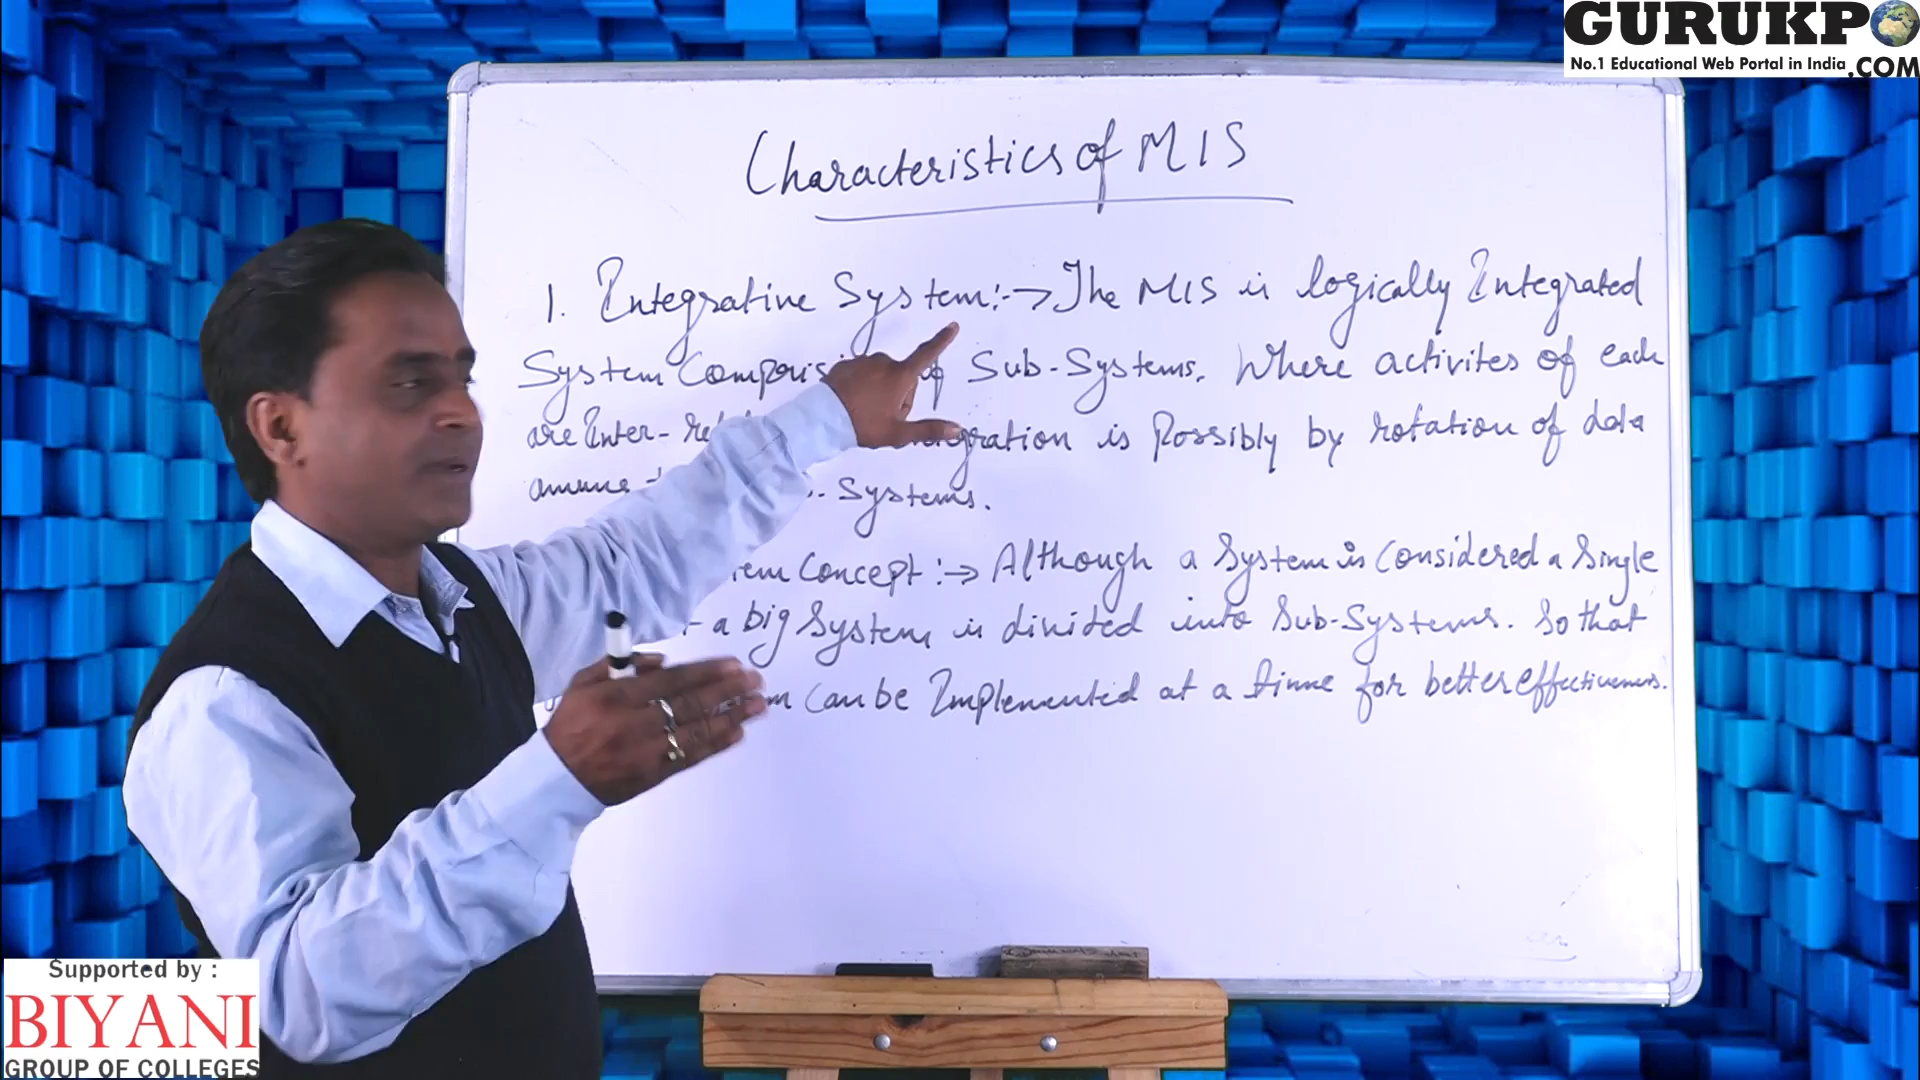 GURUKPO
No.1 Educational Web Portal in India .COM
Characteristics of MIS
1. Integrative System:-→ The MIS is logically Integrated
System of Sub-Systems. Where activites of each
are Inter- is Possibly by rotation of data
Systems.
Concept:-→ Although a System is Considered a Single
a big System is divided into Sub-Systems. So that
can be Implemented at a time for better effectiveness.
Supported by :
BIYANI
GROUP OF COLLEGES